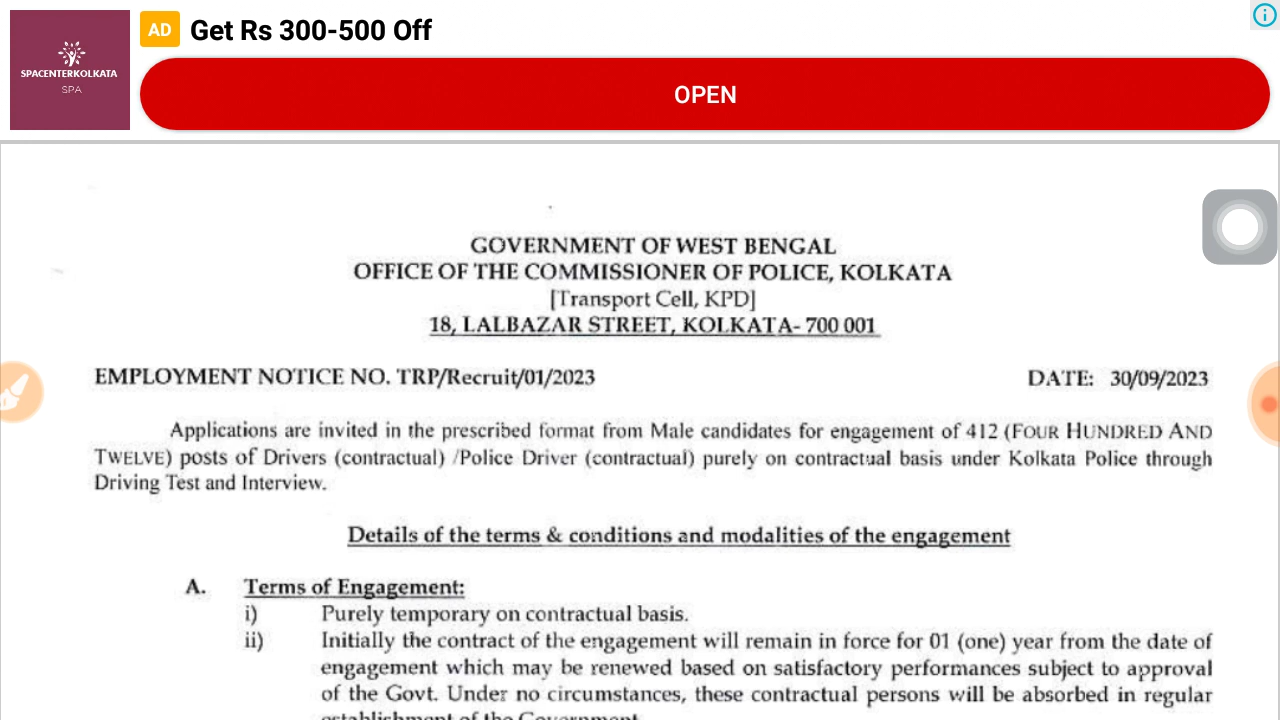 AD
Get Rs 300-500 Off
SPACENTERKOLKATA
SPA
OPEN
GOVERNMENT OF WEST BENGAL
OFFICE OF THE COMMISSIONER OF POLICE, KOLKATA
[Transport Cell, KPD]
18, LALBAZAR STREET, KOLKATA- 700 001
EMPLOYMENT NOTICE NO. TRP/Recruit/01/2023 DATE: 30/09/2023
Applications are invited in the prescribed format from Male candidates for engagement of 412 (FOUR HUNDRED AND
TWELVE) posts of Drivers (contractual) /Police Driver (contractual) purely on contractual basis under Kolkata Police through
Driving Test and Interview.
Details of the terms & conditions and modalities of the engagement
A. Terms of Engagement:
i) Purely temporary on contractual basis.
ii) Initially the contract of the engagement will remain in force for 01 (one) year from the date of
engagement which may be renewed based on satisfactory performances subject to approval
of the Govt. Under no circumstances, these contractual persons will be absorbed in regular
establishment of the Government.